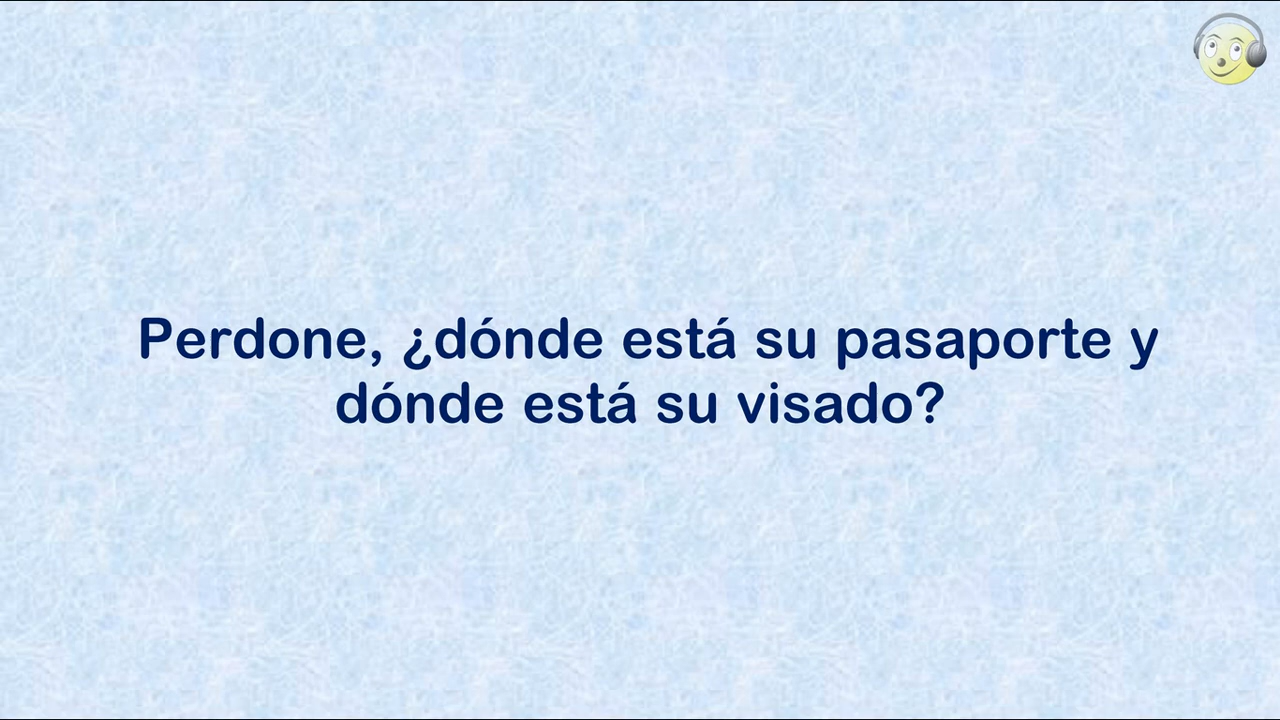 Perdone, ¿dónde está su pasaporte y
dónde está su visado?